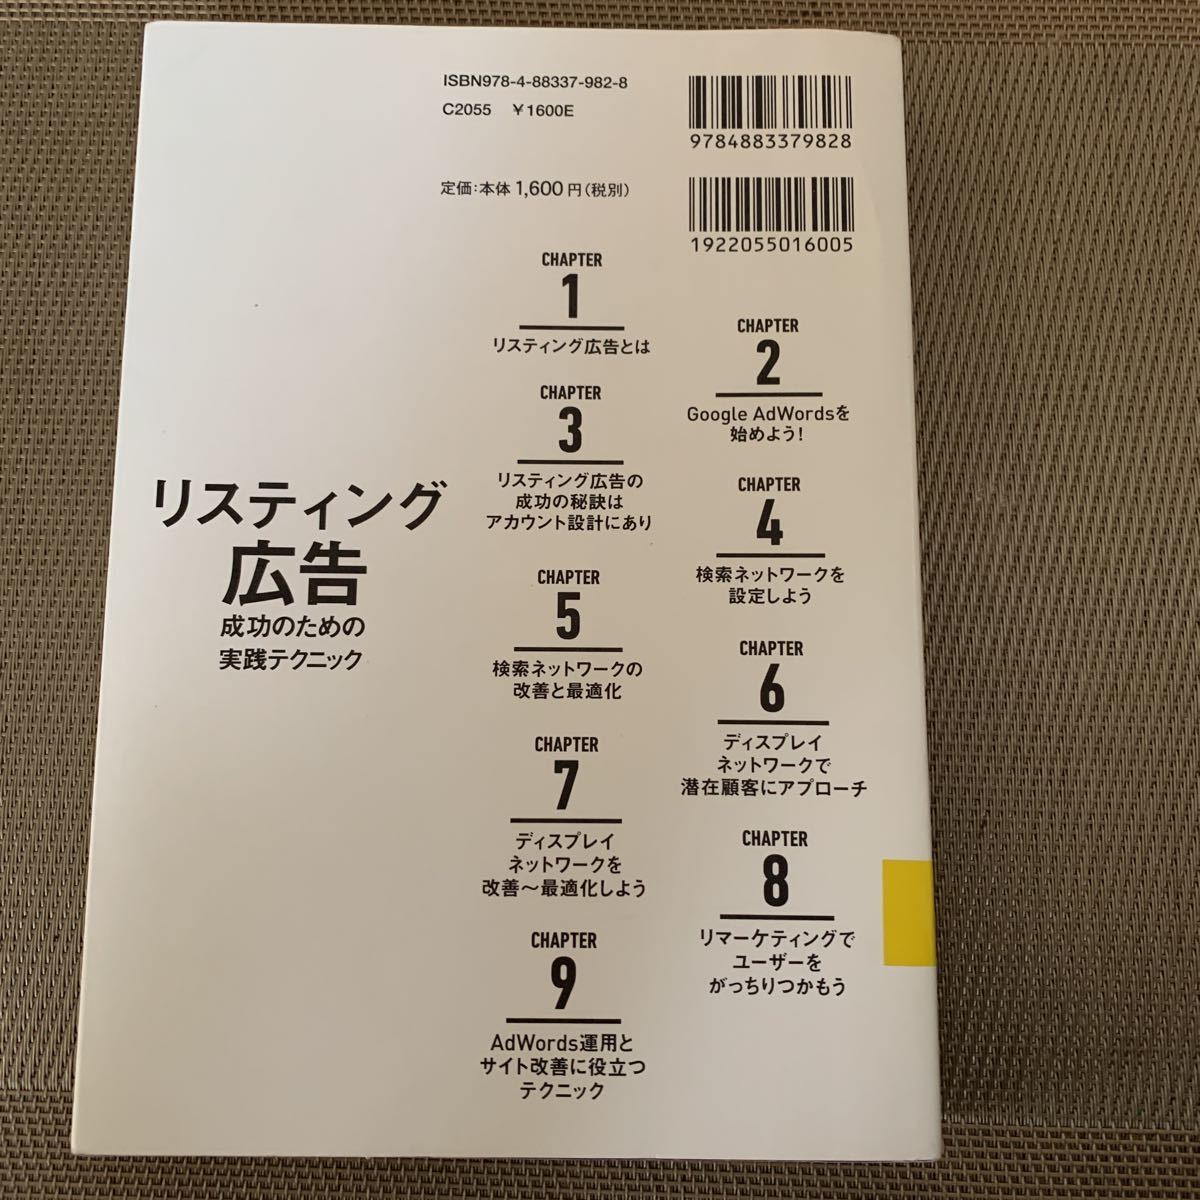 ISBN978-4-88337-982-8
C2055 ￥1600E
9784883379828
定価:本体1,600円(税別)
1922055016005
リスティング
広告
成功のための
実践テクニック
CHAPTER
1
リスティング広告とは
CHAPTER
2
Google AdWordsを
始めよう!
CHAPTER
3
リスティング広告の
成功の秘訣は
アカウント設計にあり
CHAPTER
4
検索ネットワークを
設定しよう
CHAPTER
5
検索ネットワークの
改善と最適化
CHAPTER
6
ディスプレイ
ネットワークで
潜在顧客にアプローチ
CHAPTER
7
ディスプレイ
ネットワークを
改善〜最適化しよう
CHAPTER
8
リマーケティングで
ユーザーを
がっちりつかもう
CHAPTER
9
AdWords運用と
サイト改善に役立つ
テクニック